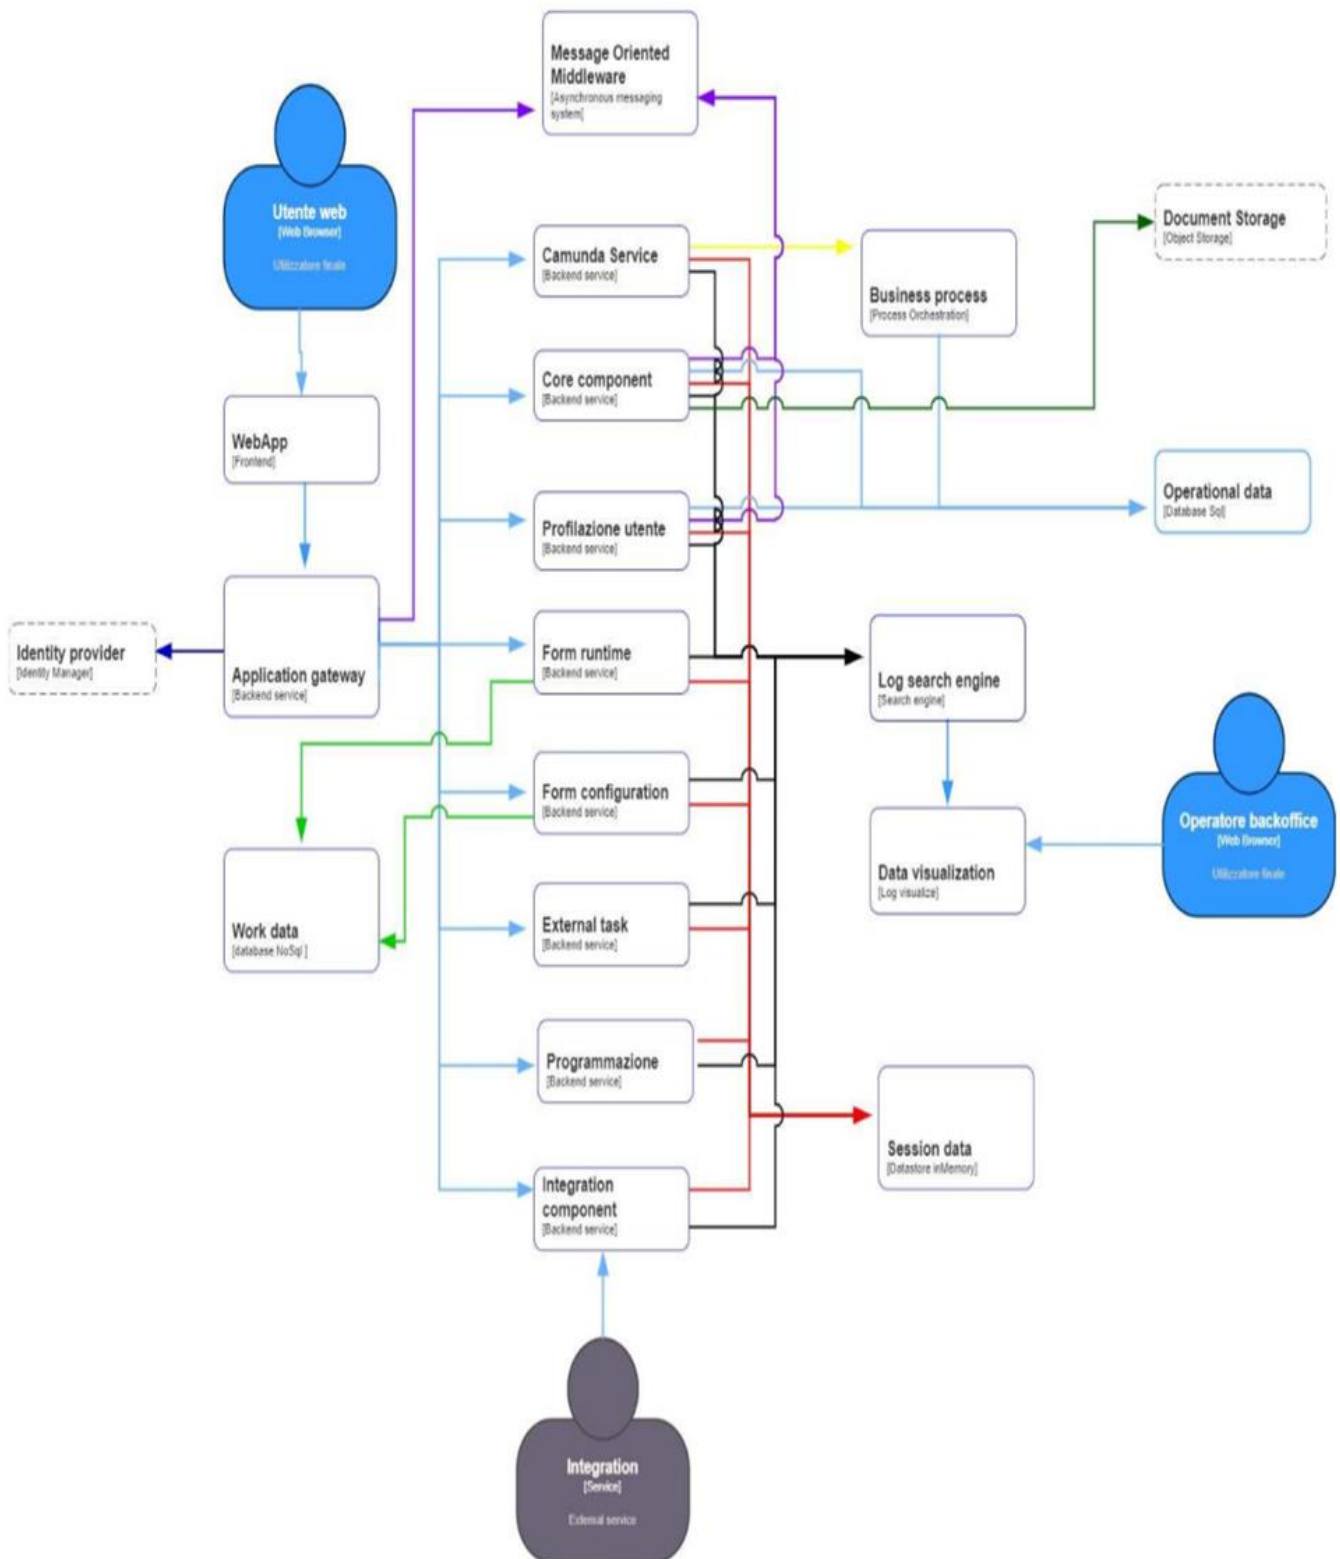 Message Oriented
Middleware
[Asynchronous messaging
system]
Utente web
[Web Browser]
Utilizzatore finale
Document Storage
[Object Storage]
Camunda Service
[Backend service]
Business process
[Process Orchestration]
Core component
[Backend service]
WebApp
[Frontend]
Operational data
[Database Sql]
Profilazione utente
[Backend service]
Identity provider
[Identity Manager]
Application gateway
[Backend service]
Form runtime
[Backend service]
Log search engine
[Search engine]
Form configuration
[Backend service]
Operatore backoffice
[Web Browser]
Utilizzatore finale
Data visualization
[Log visualize]
Work data
[database NoSql ]
External task
[Backend service]
Programmazione
[Backend service]
Session data
[Datastore inMemory]
Integration
component
[Backend service]
Integration
[Service]
External service